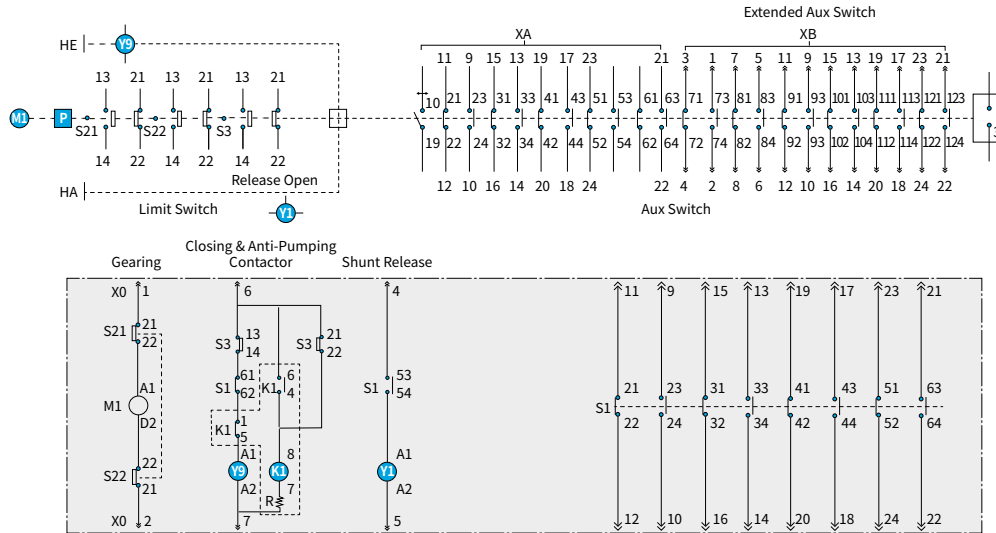 Extended Aux Switch
HE Y9 XA XB
11 9 15 13 19 17 23 21 3 1 7 5 11 9 15 13 19 17 23 21
13 21 13 21 13 21
10 21 23 31 33 41 43 51 53 61 63 71 73 81 83 91 93 101 103 111 113 121 123
M1 P S21 S22 S3
19 22 24 32 34 42 44 52 54 62 64 72 74 82 84 92 93 102 104 112 114 122 124
14 22 14 22 14 22
Release Open
12 10 16 14 20 18 24 22 4 2 8 6 12 10 16 14 20 18 24 22
HA
Limit Switch Y1 Aux Switch
Closing & Anti-Pumping
Gearing Contactor Shunt Release
X0 1 6 4 11 9 15 13 19 17 23 21
S21 21 13 21
22 S3 14 S3 22
61 6 53
A1 S1 62 K1 4 S1 54 21 23 31 33 41 43 51 63
M1 S1
D2 1 22 24 32 34 42 44 52 64
K1 5
22 A1 8 A1
S22 Y9 K1 Y1
21 A2 7 A2
R
X0 2 7 5 12 10 16 14 20 18 24 22